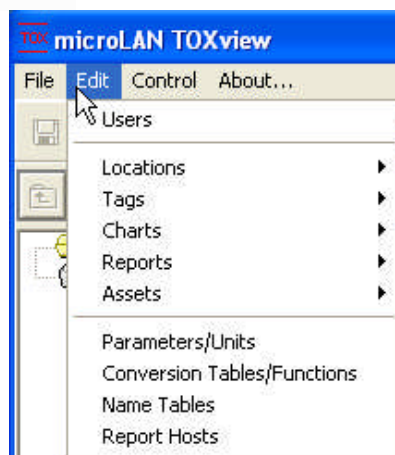 TOX microLAN TOXview
File Edit Control About...
Users
Locations
Tags
Charts
Reports
Assets
Parameters/Units
Conversion Tables/Functions
Name Tables
Report Hosts